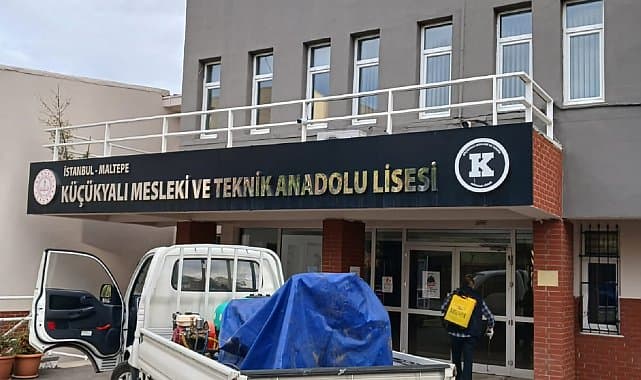 İSTANBUL - MALTEPE
KÜÇÜKYALI MESLEKİ VE TEKNİK ANADOLU LİSESİ
K